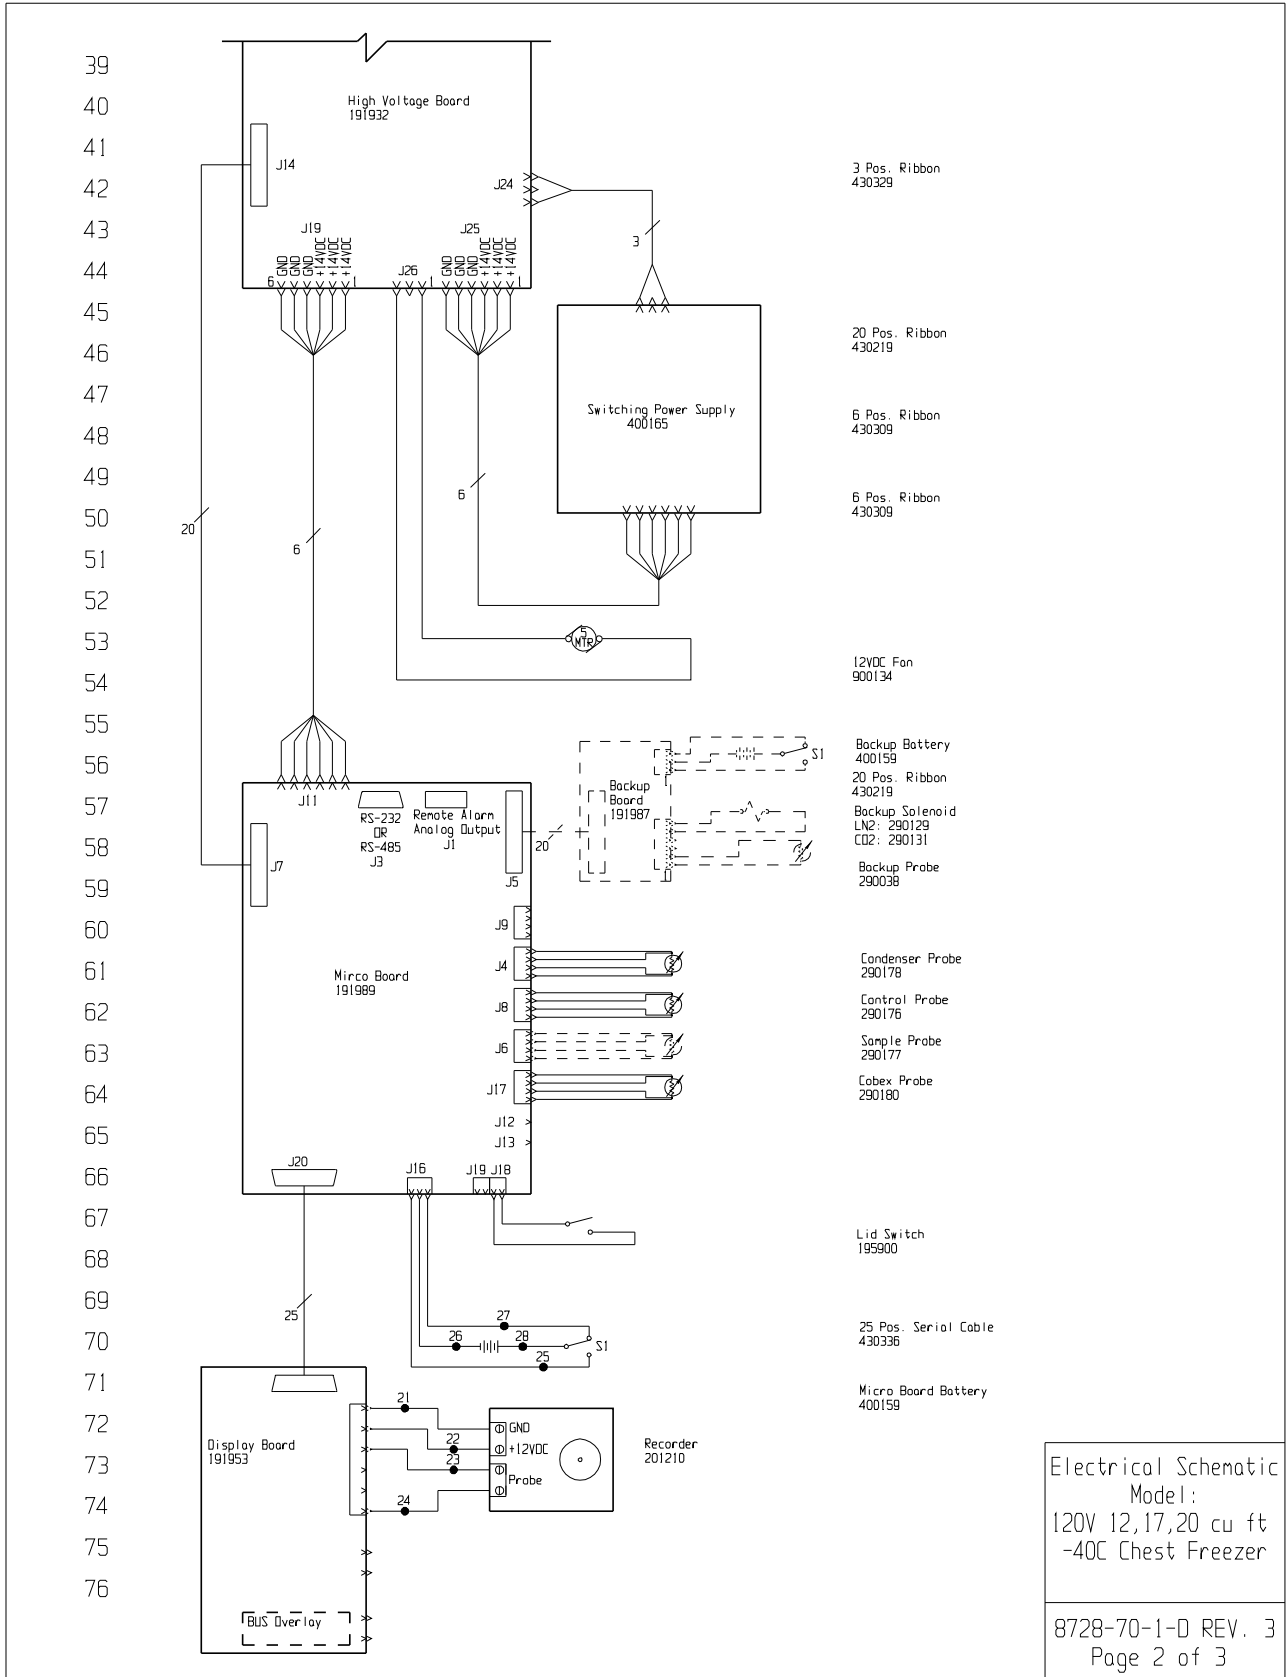 39
40
41
42
43
44
45
46
47
48
49
50
51
52
53
54
55
56
57
58
59
60
61
62
63
64
65
66
67
68
69
70
71
72
73
74
75
76
High Voltage Board
191932
J14
J24
J19
GND
GND
GND
+14VDC
+14VDC
+14VDC
6
1
J26
1
J25
GND
GND
GND
+14VDC
+14VDC
+14VDC
1
3
Switching Power Supply
400165
6
20
6
5
MTR
3 Pos. Ribbon
430329
20 Pos. Ribbon
430219
6 Pos. Ribbon
430309
6 Pos. Ribbon
430309
12VDC Fan
900134
J11
RS-232
OR
RS-485
J3
Remote Alarm
Analog Output
J1
J5
J7
20
Backup
Board
191987
1
1
S1
Backup Battery
400159
20 Pos. Ribbon
430219
Backup Solenoid
LN2: 290129
CO2: 290131
Backup Probe
290038
Mirco Board
191989
J9
J4
J8
J6
J17
J12
J13
J20
J16
J19 J18
Condenser Probe
290178
Control Probe
290176
Sample Probe
290177
Cobex Probe
290180
Lid Switch
195900
25
27
26
28
S1
25
25 Pos. Serial Cable
430336
Micro Board Battery
400159
Display Board
191953
21
22
23
24
GND
+12VDC
Probe
Recorder
201210
BUS Overlay
Electrical Schematic
Model:
120V 12,17,20 cu ft
-40C Chest Freezer
8728-70-1-D REV. 3
Page 2 of 3